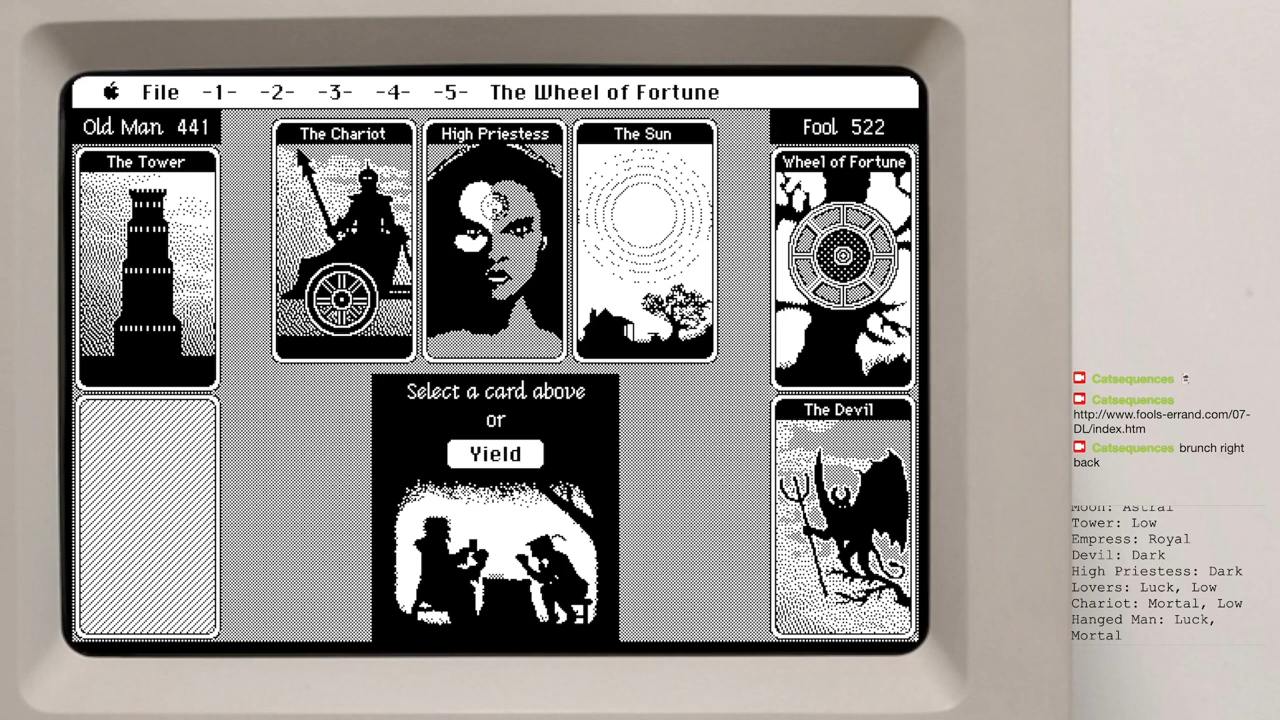 File -1- -2- -3- -4- -5- The Wheel of Fortune
Old Man 441
Fool 522
The Tower
The Chariot
High Priestess
The Sun
Wheel of Fortune
Select a card above
or
Yield
The Devil
Catsequences
Catsequences
http://www.fools-errand.com/07-
DL/index.htm
Catsequences brunch right
back
Moon: Astral
Tower: Low
Empress: Royal
Devil: Dark
High Priestess: Dark
Lovers: Luck, Low
Chariot: Mortal, Low
Hanged Man: Luck,
Mortal